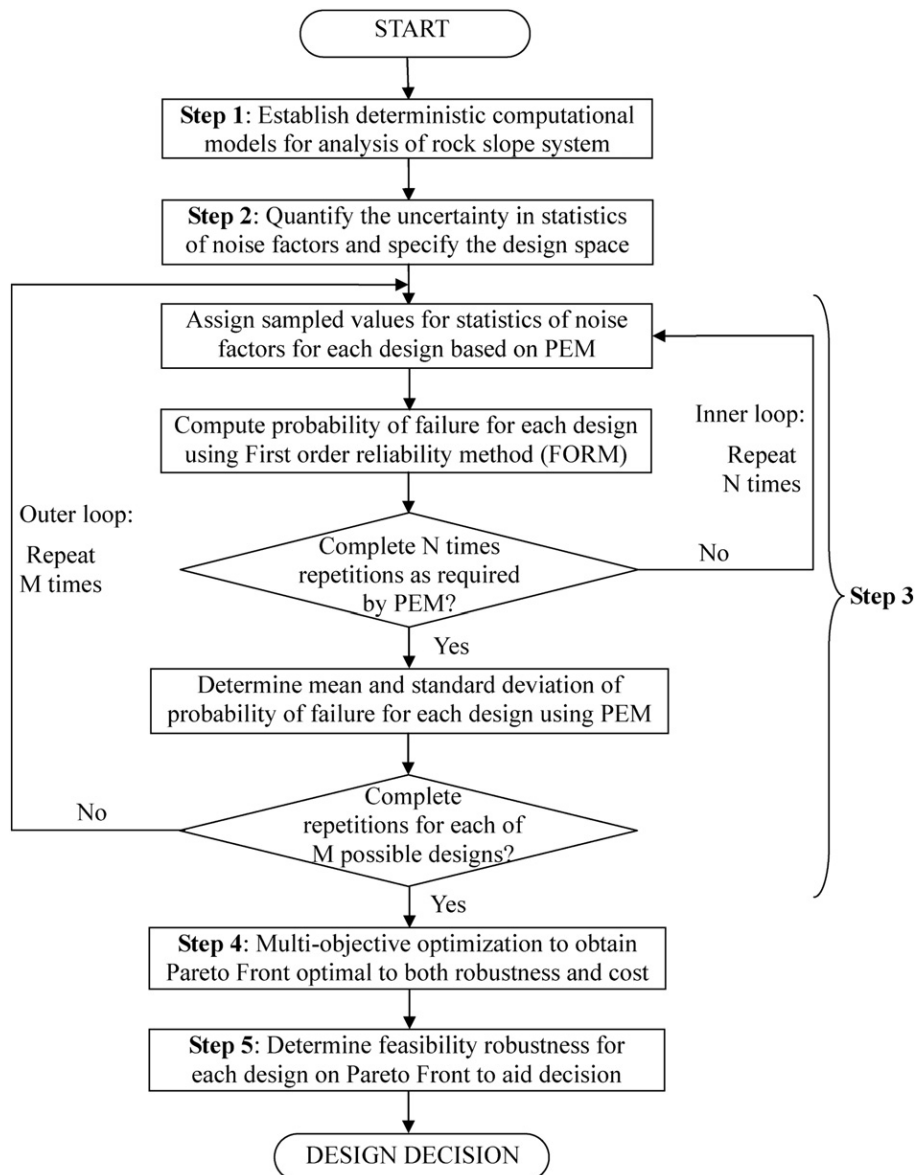 START
Step 1: Establish deterministic computational
models for analysis of rock slope system
Step 2: Quantify the uncertainty in statistics
of noise factors and specify the design space
Assign sampled values for statistics of noise
factors for each design based on PEM
Compute probability of failure for each design
using First order reliability method (FORM)
Inner loop:
Repeat
N times
Outer loop:
Repeat
M times
Complete N times
repetitions as required
by PEM?
No
Step 3
Yes
Determine mean and standard deviation of
probability of failure for each design using PEM
No
Complete
repetitions for each of
M possible designs?
Yes
Step 4: Multi-objective optimization to obtain
Pareto Front optimal to both robustness and cost
Step 5: Determine feasibility robustness for
each design on Pareto Front to aid decision
DESIGN DECISION